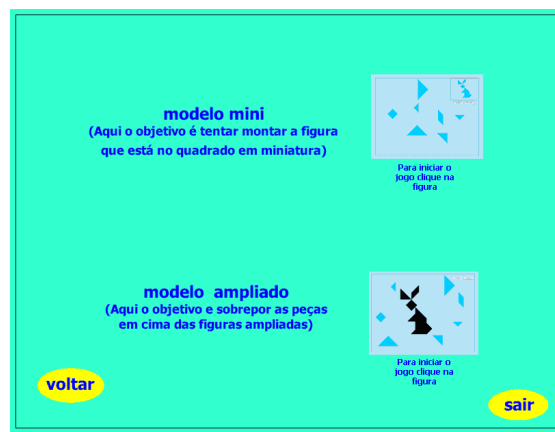 modelo mini
(Aqui o objetivo é tentar montar a figura
que está no quadrado em miniatura)
Para iniciar o
jogo clique na
figura
modelo ampliado
(Aqui o objetivo e sobrepor as peças
em cima das figuras ampliadas)
Para iniciar o
jogo clique na
figura
voltar
sair